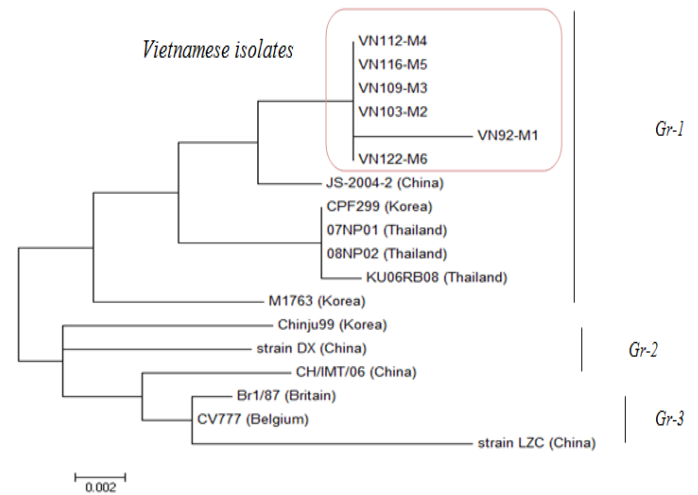 Vietnamese isolates
VN112-M4
VN116-M5
VN109-M3
VN103-M2
VN92-M1
VN122-M6
JS-2004-2 (China)
CPF299 (Korea)
07NP01 (Thailand)
08NP02 (Thailand)
KU06RB08 (Thailand)
M1763 (Korea)
Gr-1
Chinju99 (Korea)
strain DX (China)
CH/IMT/06 (China)
Gr-2
Br1/87 (Britain)
CV777 (Belgium)
strain LZC (China)
Gr-3
0.002